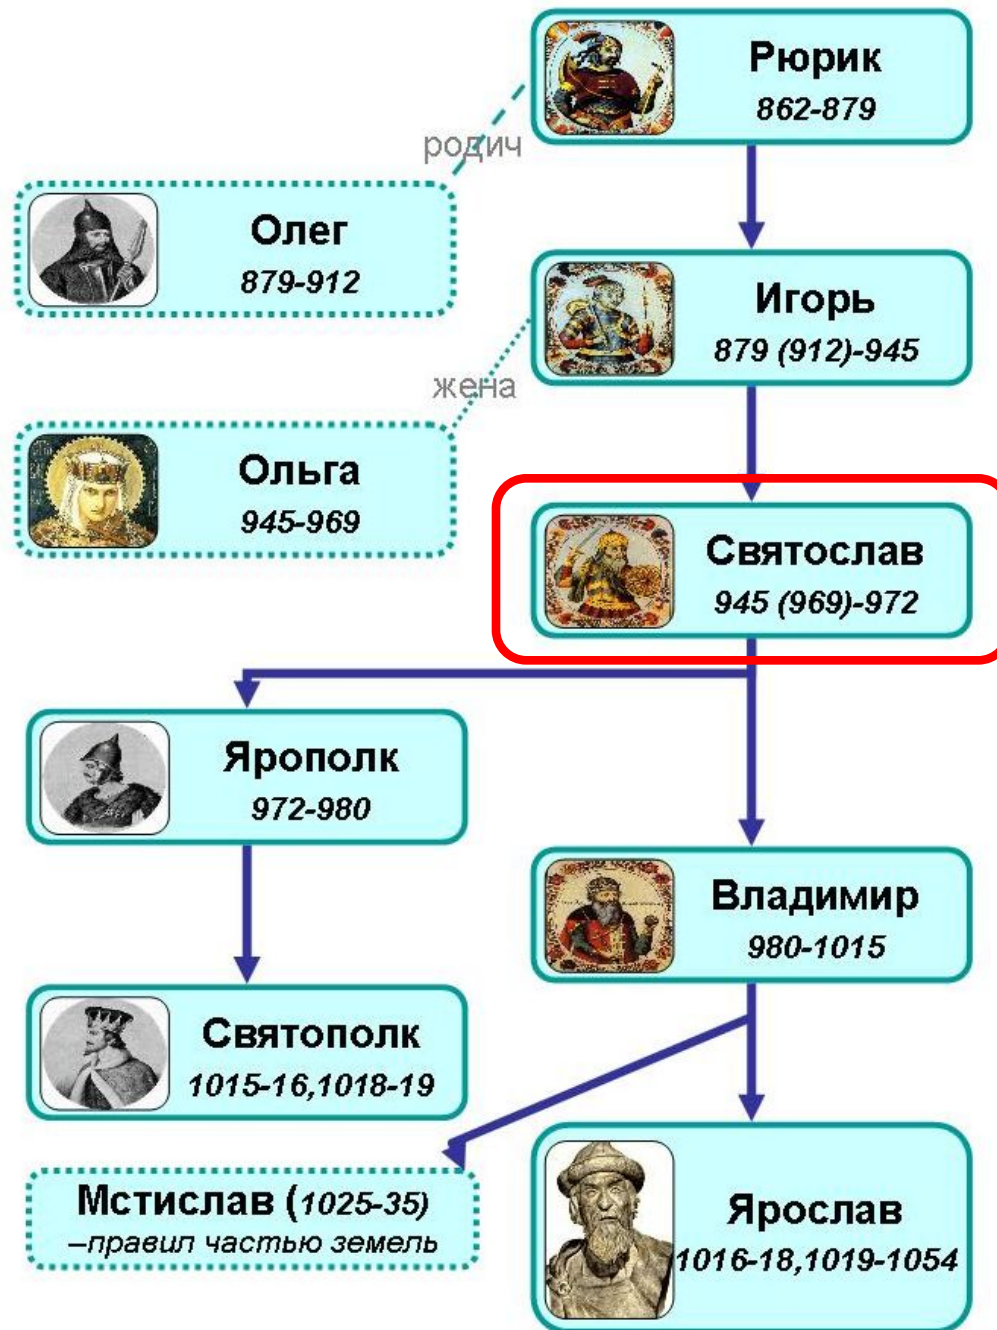 Рюрик
862-879
родич
Олег
879-912
Игорь
879 (912)-945
жена
Ольга
945-969
Святослав
945 (969)-972
Ярополк
972-980
Владимир
980-1015
Святополк
1015-16,1018-19
Мстислав (1025-35)
–правил частью земель
Ярослав
1016-18,1019-1054